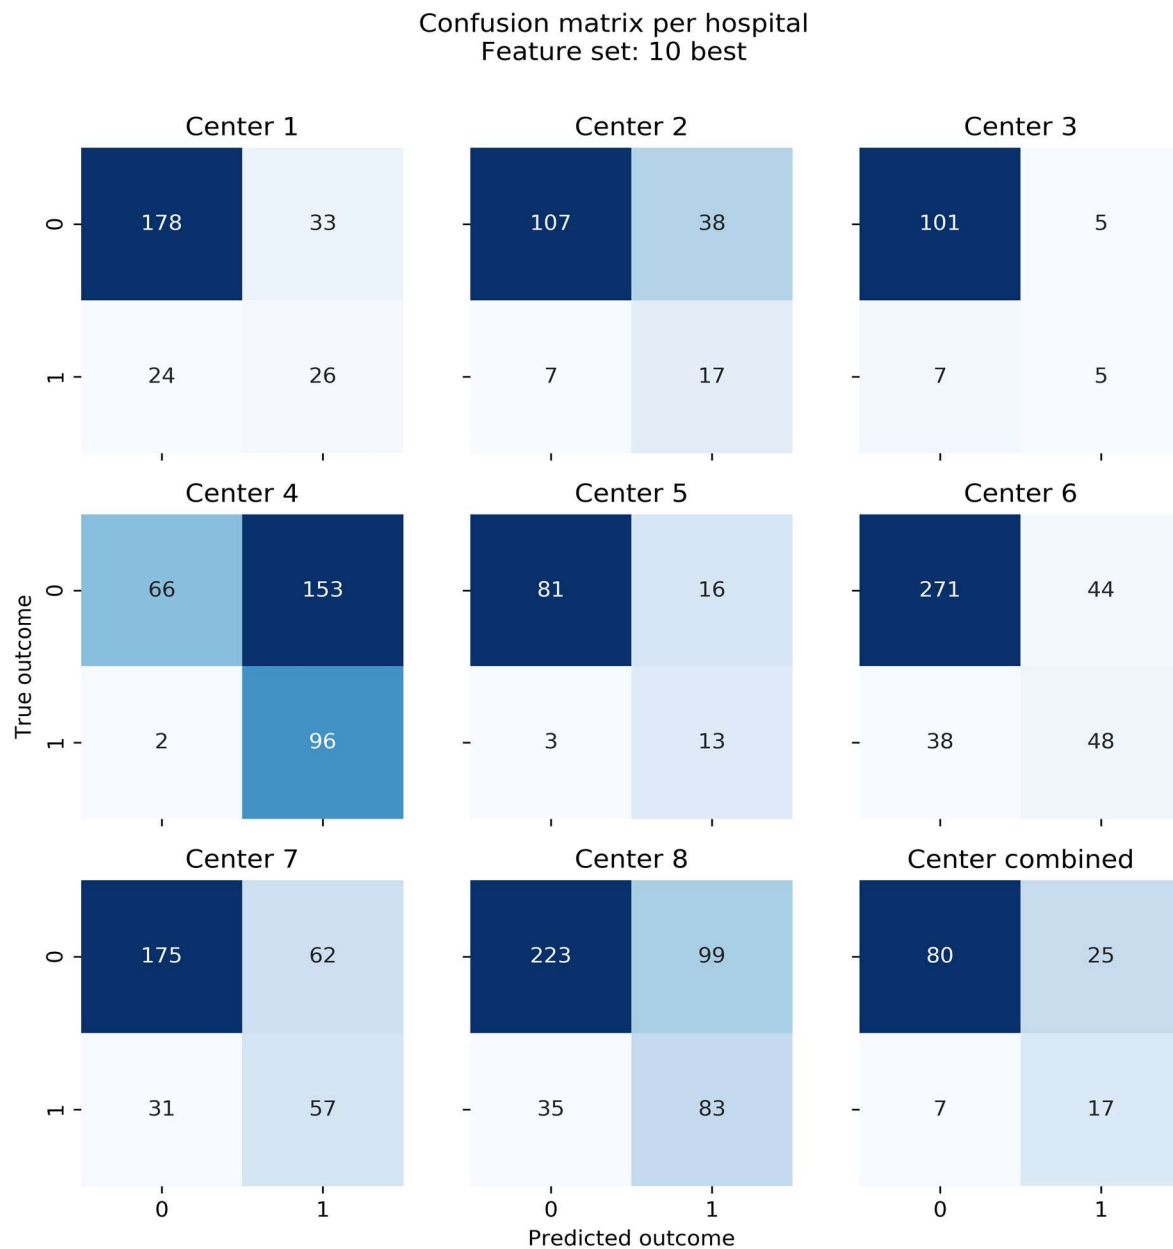 Confusion matrix per hospital
Feature set: 10 best
Center 1 Center 2 Center 3
0 178 33 107 38 101 5
1 24 26 7 17 7 5
Center 4 Center 5 Center 6
True outcome
0 66 153 81 16 271 44
1 2 96 3 13 38 48
Center 7 Center 8 Center combined
0 175 62 223 99 80 25
1 31 57 35 83 7 17
0 1 0 1 0 1
Predicted outcome